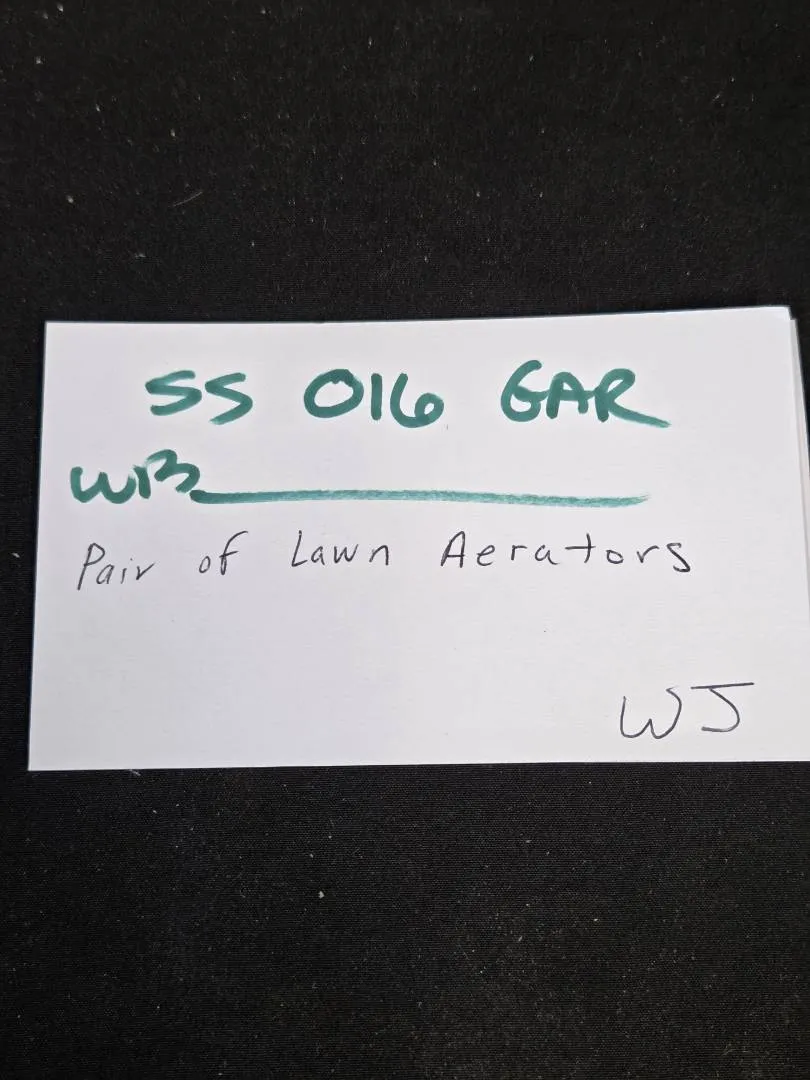 SS 016 GAR
WB
Pair of Lawn Aerators
WJ